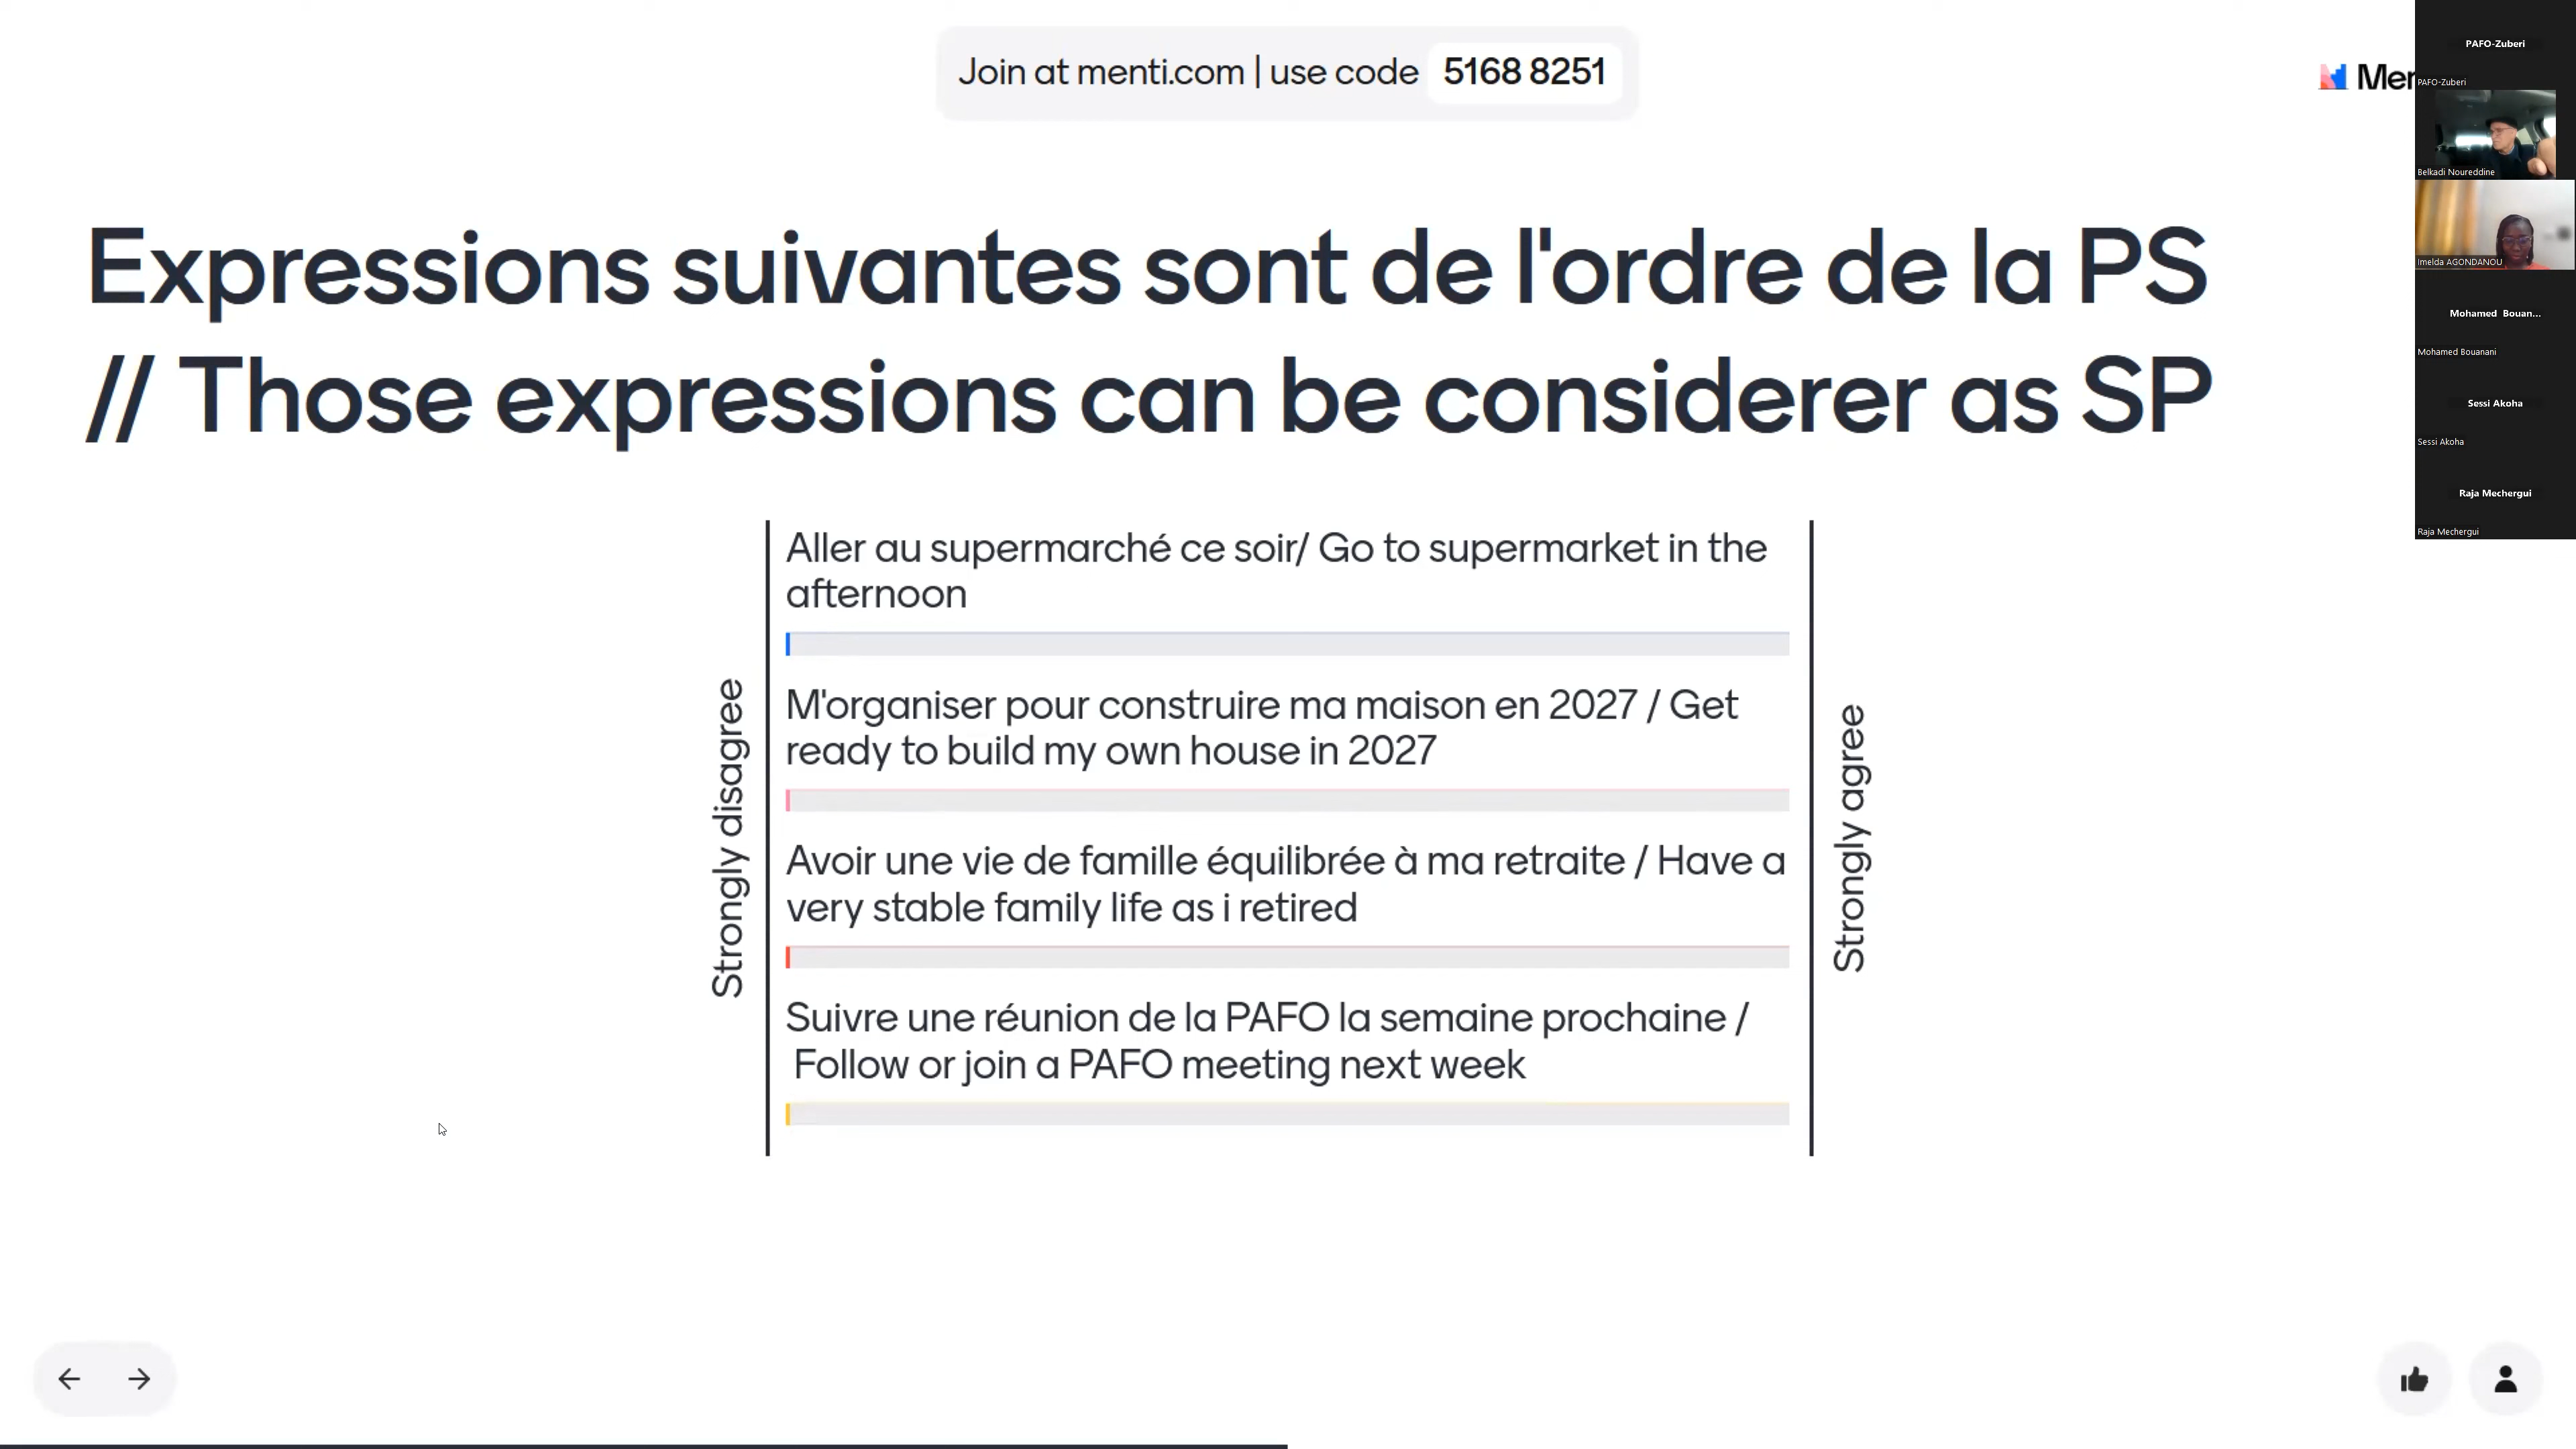 Join at menti.com | use code 5168 8251
Expressions suivantes sont de l'ordre de la PS
// Those expressions can be considerer as SP
Strongly disagree
Aller au supermarché ce soir/ Go to supermarket in the
afternoon
M'organiser pour construire ma maison en 2027 / Get
ready to build my own house in 2027
Avoir une vie de famille équilibrée à ma retraite / Have a
very stable family life as i retired
Suivre une réunion de la PAFO la semaine prochaine /
Follow or join a PAFO meeting next week
Strongly agree
Men
PAFO-Zuberi
PAFO-Zuberi
Belkadi Noureddine
Imelda AGONDANOU
Mohamed Bouan...
Mohamed Bouanani
Sessi Akoha
Sessi Akoha
Raja Mechergui
Raja Mechergui